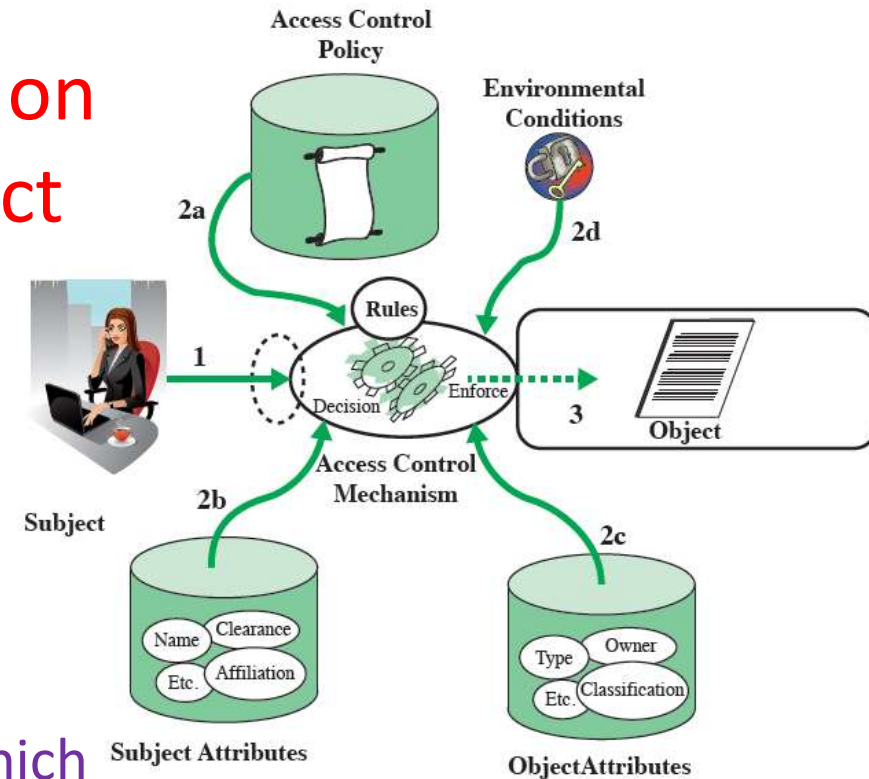 Access Control
Policy
on
ct
Environmental
Conditions
2a
2d
Rules
1
Decision
Enforce
3
Object
Access Control
Mechanism
Subject
2b
2c
Name
Clearance
Etc.
Affiliation
Type
Owner
Etc.
Classification
hich
Subject Attributes
ObjectAttributes